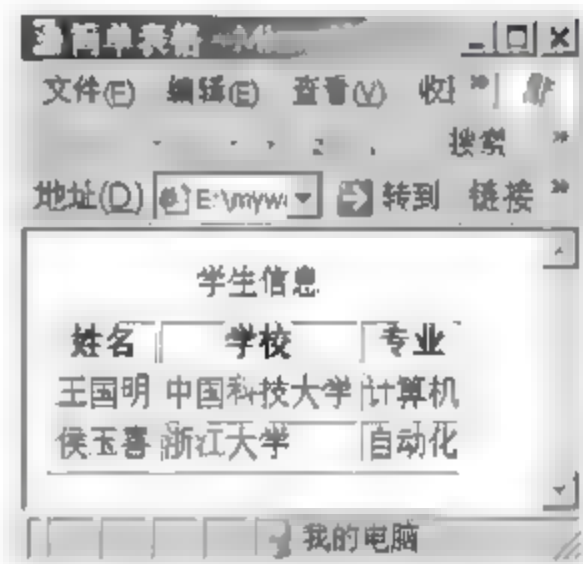 简单表格
文件(F) 编辑(E) 查看(V) 收 »
搜索 »
地址(D) E:\myw 转到 链接 »
学生信息
姓名 学校 专业
王国明 中国科技大学 计算机
侯玉喜 浙江大学 自动化
我的电脑